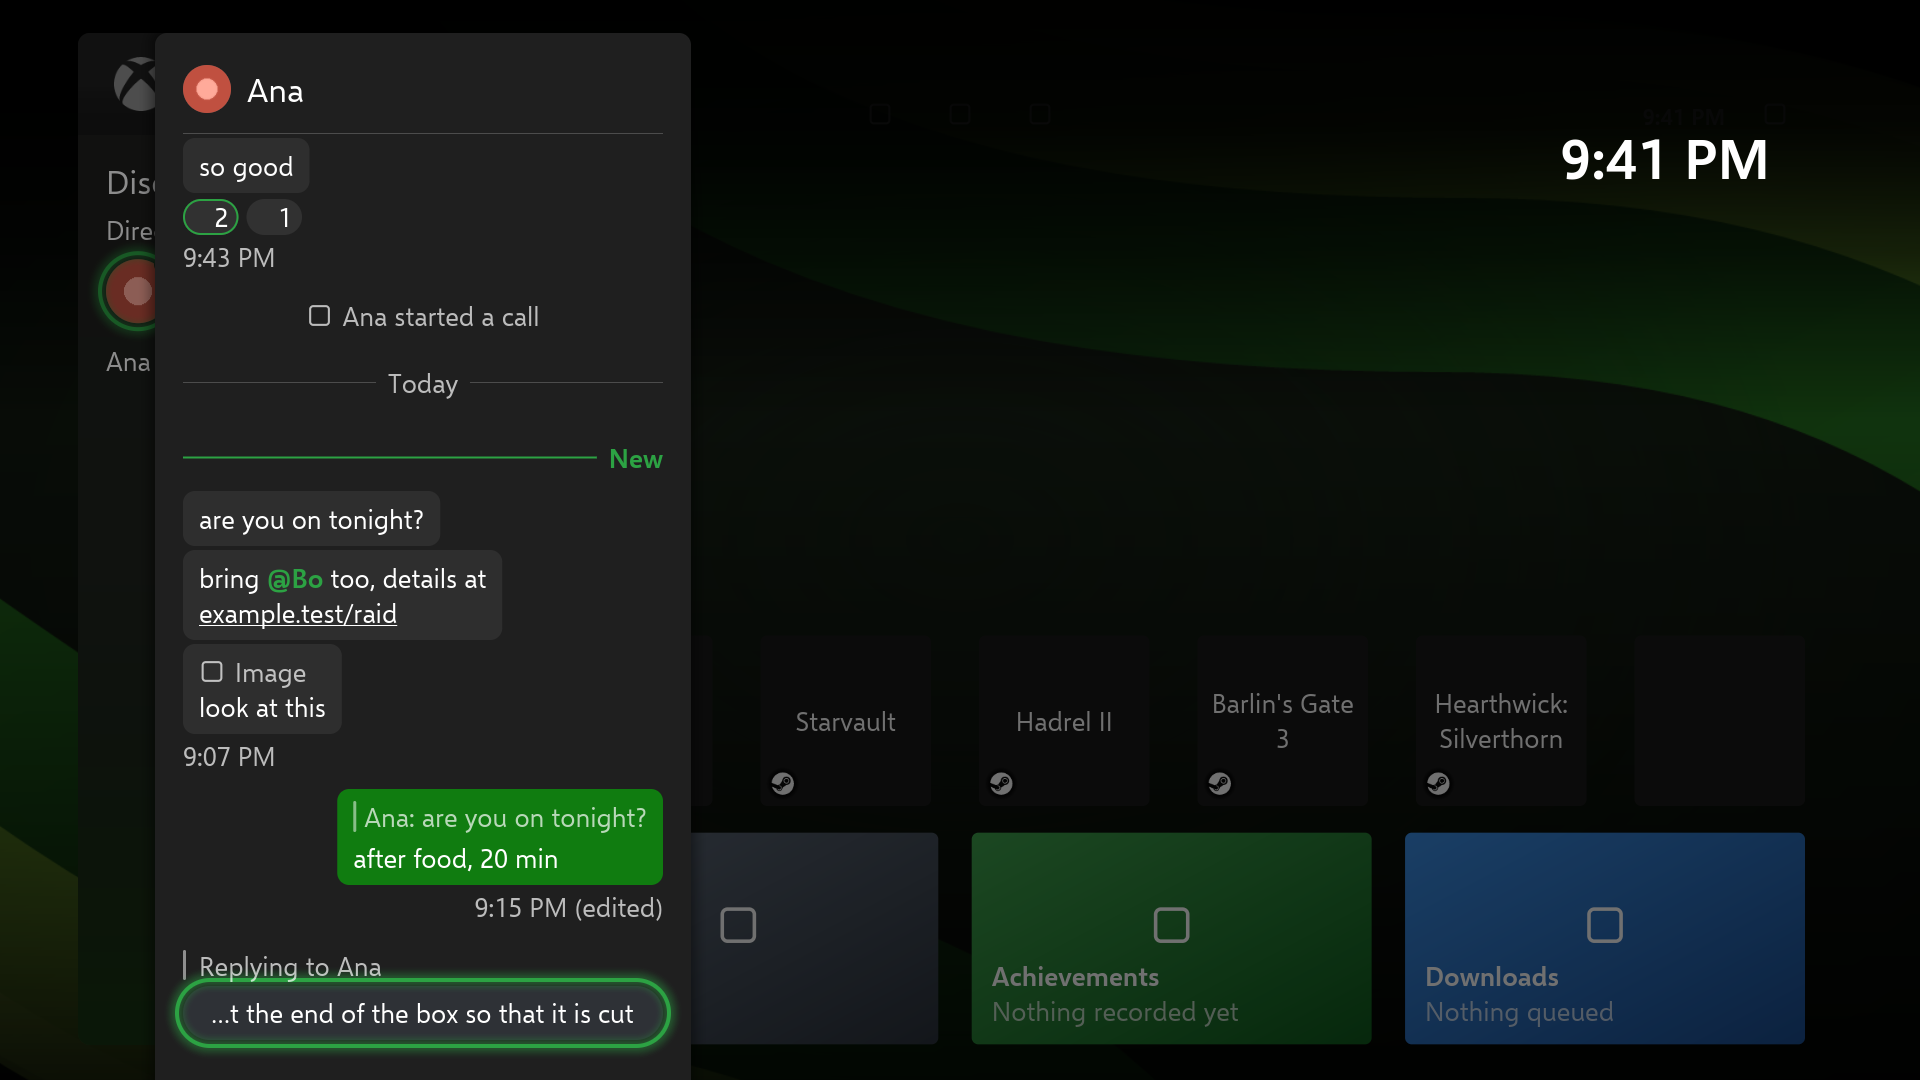 Ana
so good
2 1
9:43 PM
Ana started a call
Today
New
are you on tonight?
bring @Bo too, details at
example.test/raid
Image
look at this
9:07 PM
Ana: are you on tonight?
after food, 20 min
9:15 PM (edited)
Replying to Ana
...t the end of the box so that it is cut
Disc
Dire
Ana
9:41 PM
9:41 PM
Starvault
Hadrel II
Barlin's Gate
3
Hearthwick:
Silverthorn
Achievements
Nothing recorded yet
Downloads
Nothing queued